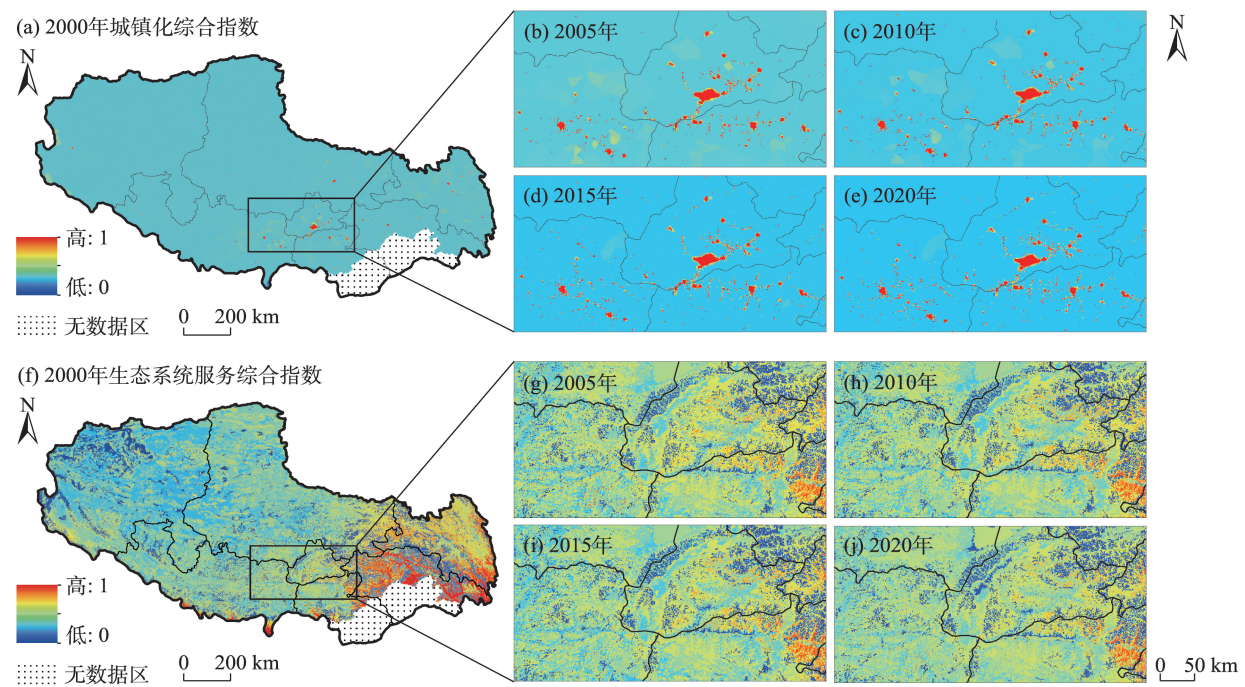 (a) 2000年城镇化综合指数
N
高: 1
低: 0
无数据区
0 200 km
(b) 2005年
(c) 2010年
N
(d) 2015年
(e) 2020年
(f) 2000年生态系统服务综合指数
N
高: 1
低: 0
无数据区
0 200 km
(g) 2005年
(h) 2010年
(i) 2015年
(j) 2020年
0 50 km